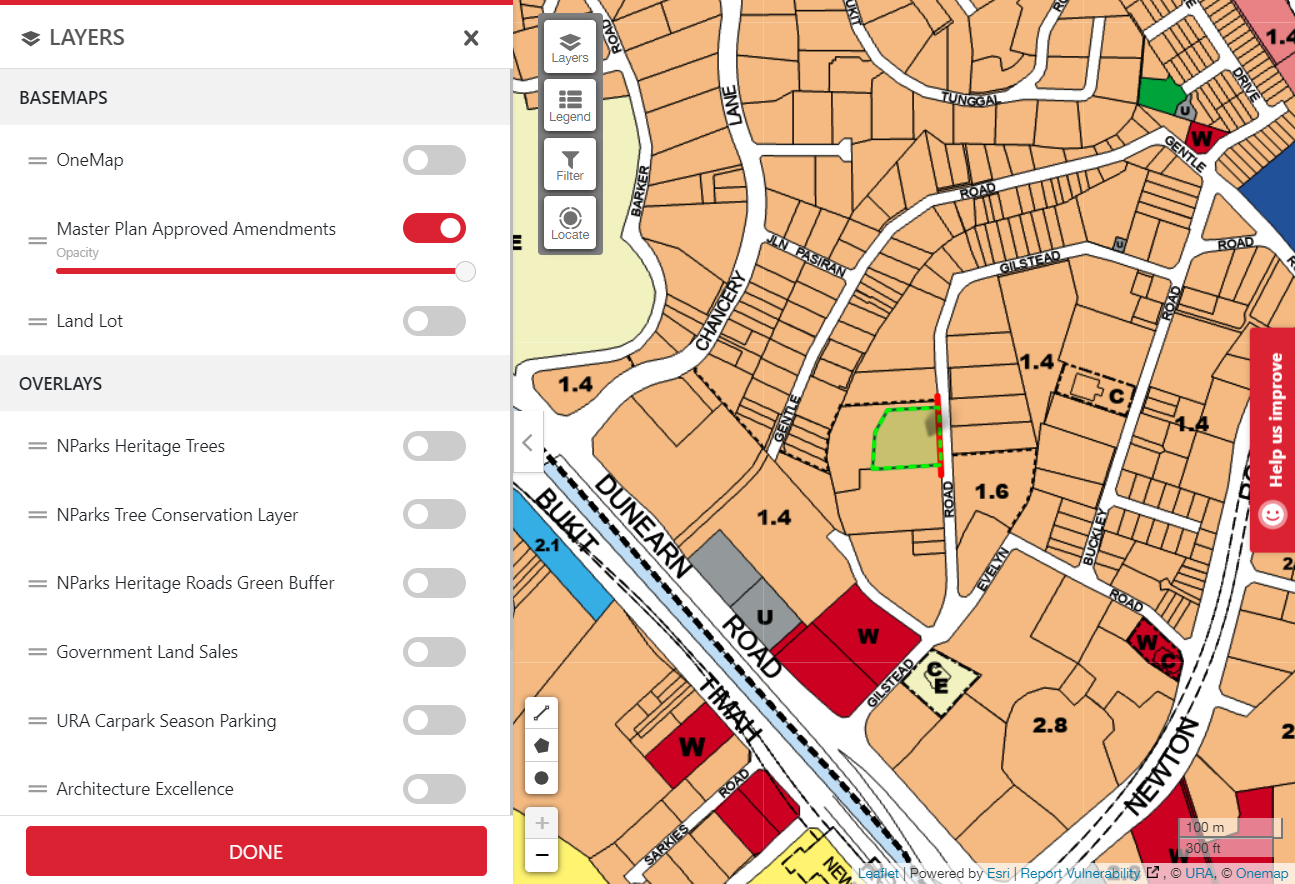 LAYERS
BASEMAPS
OneMap
Master Plan Approved Amendments
Opacity
Land Lot
OVERLAYS
NParks Heritage Trees
NParks Tree Conservation Layer
NParks Heritage Roads Green Buffer
Government Land Sales
URA Carpark Season Parking
Architecture Excellence
DONE
Layers
Legend
Filter
Locate
ROAD
LANE
TUNGGAL
DRIVE
1.4
U
W
GENTLE
BARKER
ROAD
E
JLN PASIRAN
GILSTEAD
U
ROAD
CHANCERY
ROAD
1.4
1.4
C
1.4
GENTLE
Help us improve
DUNEARN
BUKIT
1.4
1.6
ROAD
2.1
BUCKLEY
EVELYN
ROAD
U
W
ROAD
W
C
GILSTEAD
C
E
TIMAH
2.8
W
NEWTON
ROAD
SARKIES
NEW
W
100 m
300 ft
Leaflet | Powered by Esri | Report Vulnerability , © URA, © Onemap